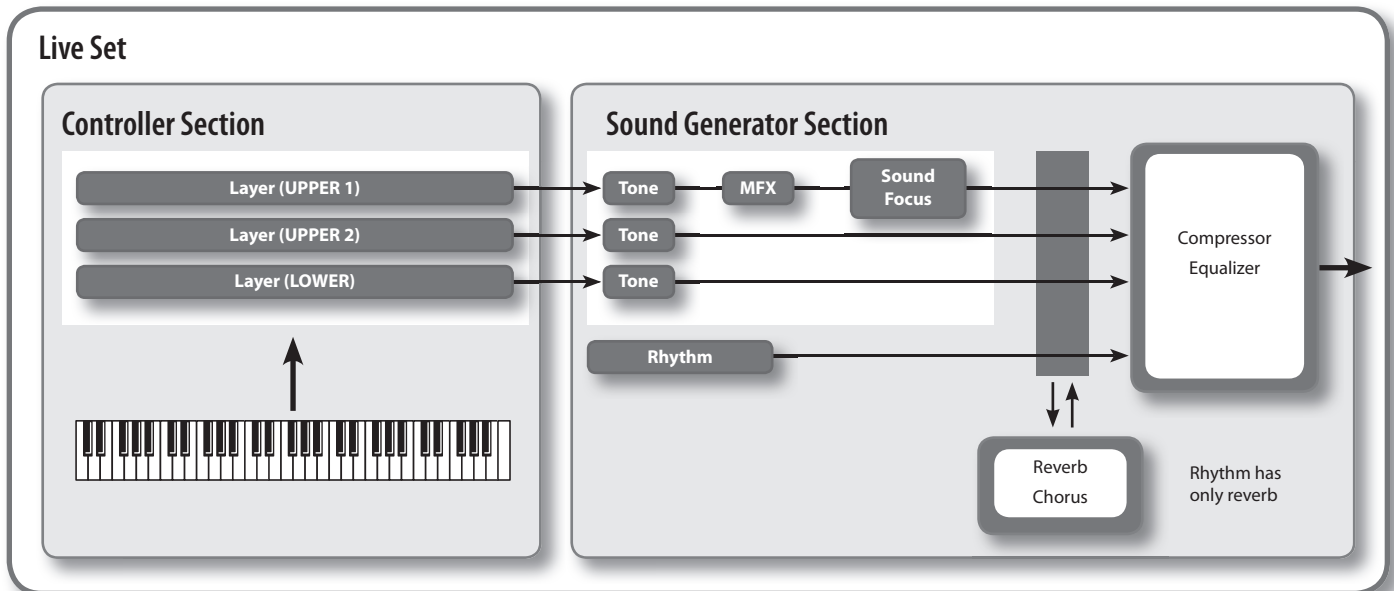 Live Set
Controller Section
Layer (UPPER 1)
Layer (UPPER 2)
Layer (LOWER)
Sound Generator Section
Tone
MFX
Sound
Focus
Tone
Tone
Rhythm
Compressor
Equalizer
Reverb
Chorus
Rhythm has
only reverb